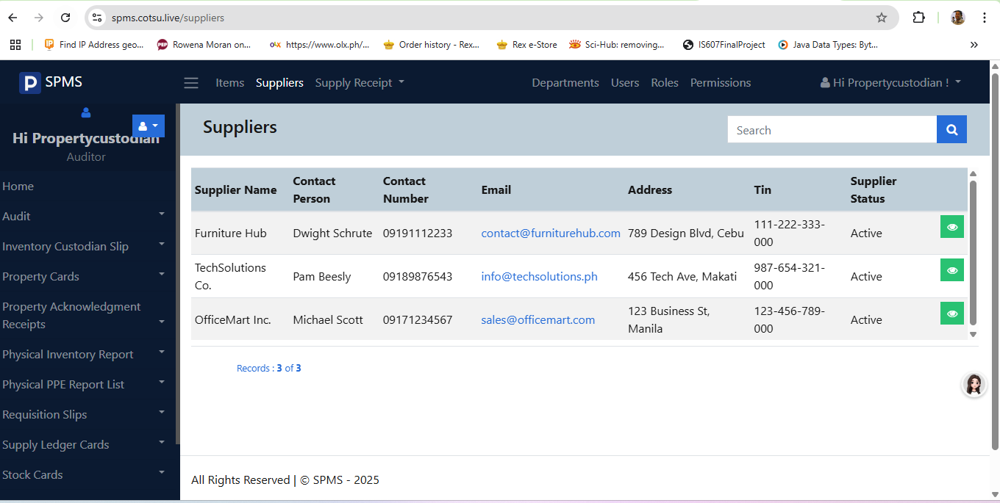 spms.cotsu.live/suppliers
Find IP Address geo... Rowena Moran on... https://www.olx.ph/... Order history - Rex... Rex e-Store Sci-Hub: removing... IS607FinalProject Java Data Types: Byt...
SPMS Items Suppliers Supply Receipt Departments Users Roles Permissions Hi Propertycustodian !
Hi Propertycustodian
Auditor
Home
Audit
Inventory Custodian Slip
Property Cards
Property Acknowledgment
Receipts
Physical Inventory Report
Physical PPE Report List
Requisition Slips
Supply Ledger Cards
Stock Cards
Suppliers
Search
Supplier Name Contact Person Contact Number Email Address Tin Supplier Status
Furniture Hub Dwight Schrute 09191112233 contact@furniturehub.com 789 Design Blvd, Cebu 111-222-333-000 Active
TechSolutions Co. Pam Beesly 09189876543 info@techsolutions.ph 456 Tech Ave, Makati 987-654-321-000 Active
OfficeMart Inc. Michael Scott 09171234567 sales@officemart.com 123 Business St, Manila 123-456-789-000 Active
Records : 3 of 3
All Rights Reserved | © SPMS - 2025